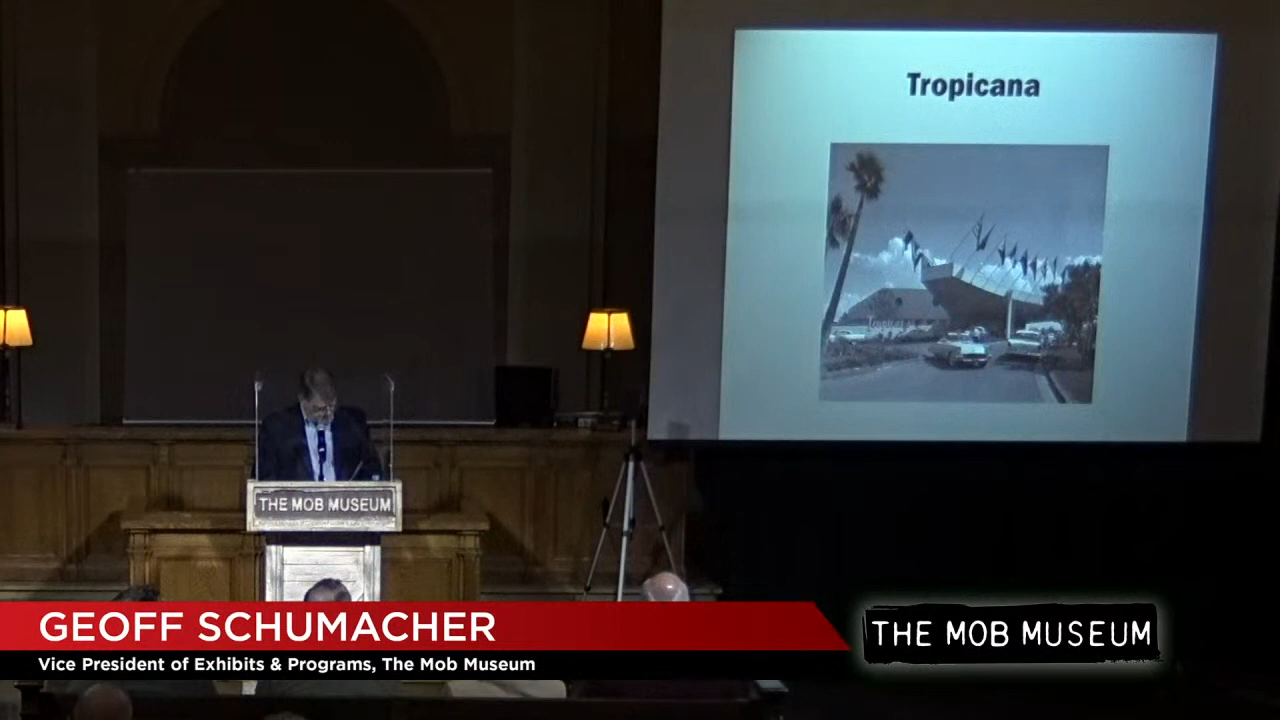 Tropicana
THE MOB MUSEUM
GEOFF SCHUMACHER
Vice President of Exhibits & Programs, The Mob Museum
THE MOB MUSEUM